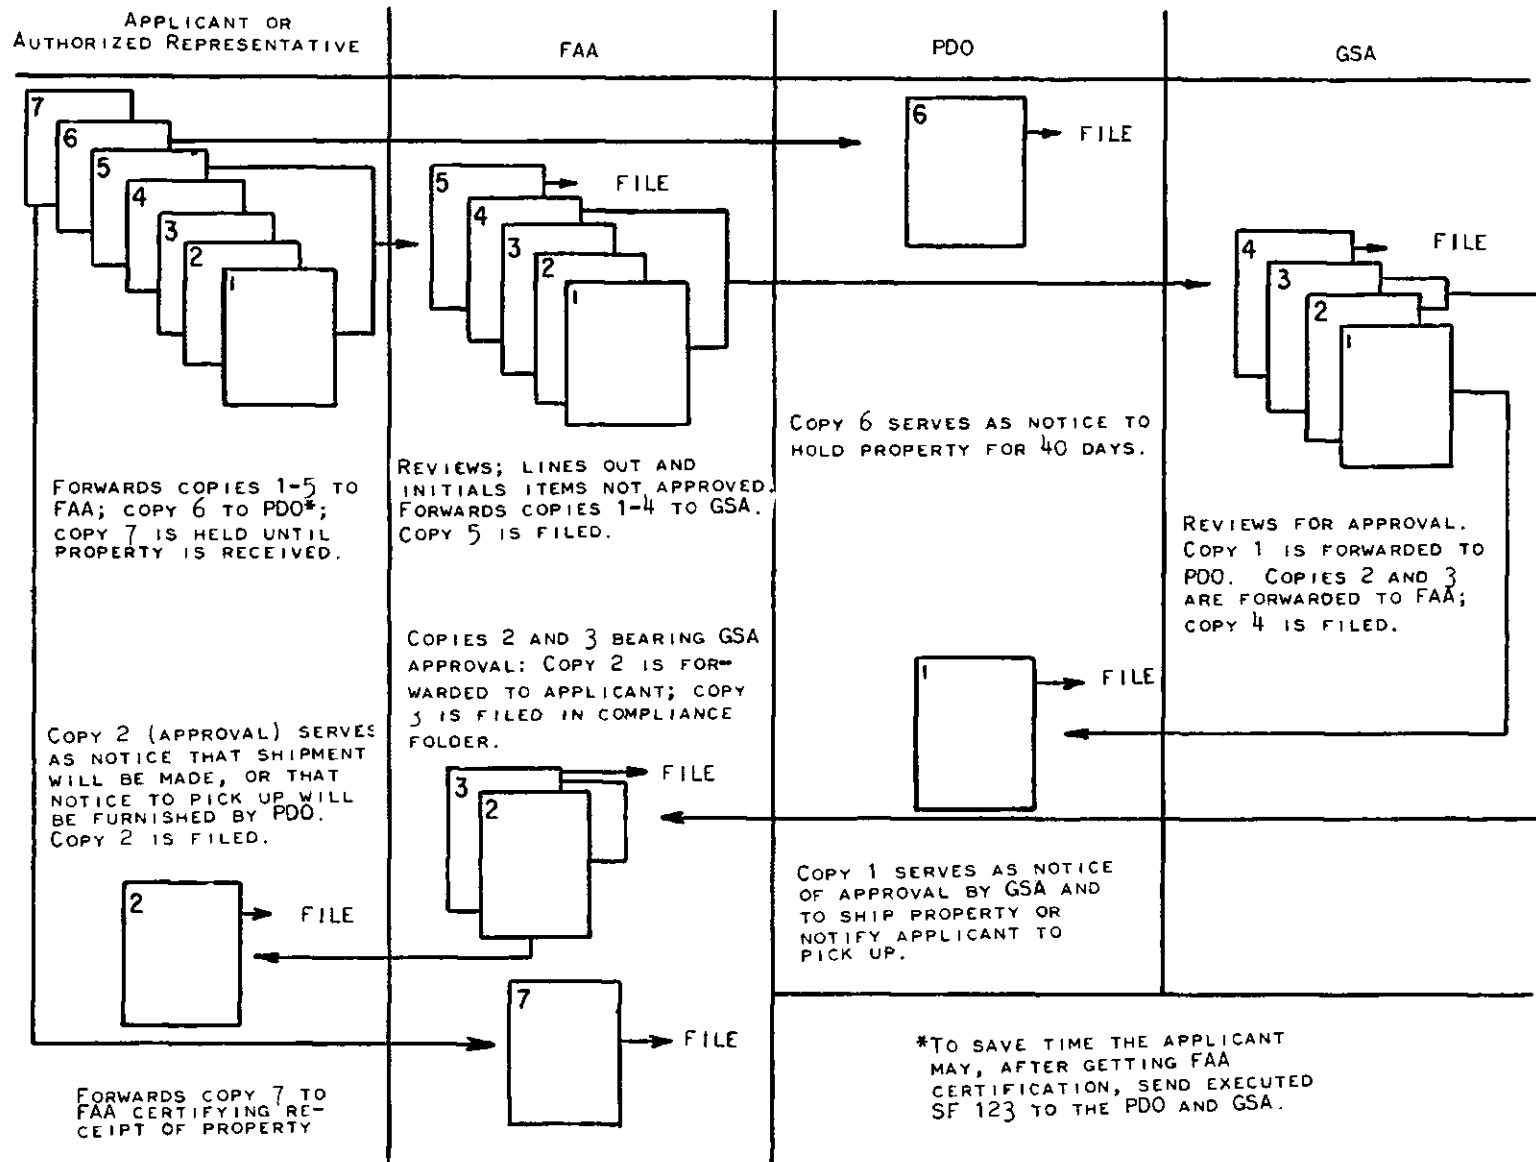 APPLICANT OR
AUTHORIZED REPRESENTATIVE
FAA
PDO
GSA
7
6
5
4
3
2
1
FORWARDS COPIES 1-5 TO
FAA; COPY 6 TO PDO*;
COPY 7 IS HELD UNTIL
PROPERTY IS RECEIVED.
COPY 2 (APPROVAL) SERVES
AS NOTICE THAT SHIPMENT
WILL BE MADE, OR THAT
NOTICE TO PICK UP WILL
BE FURNISHED BY PDO.
COPY 2 IS FILED.
2
FILE
FORWARDS COPY 7 TO
FAA CERTIFYING RE-
CEIPT OF PROPERTY
5
FILE
4
3
2
1
REVIEWS; LINES OUT AND
INITIALS ITEMS NOT APPROVED.
FORWARDS COPIES 1-4 TO GSA.
COPY 5 IS FILED.
COPIES 2 AND 3 BEARING GSA
APPROVAL: COPY 2 IS FOR-
WARDED TO APPLICANT; COPY
3 IS FILED IN COMPLIANCE
FOLDER.
3
FILE
2
7
FILE
6
FILE
COPY 6 SERVES AS NOTICE TO
HOLD PROPERTY FOR 40 DAYS.
1
FILE
COPY 1 SERVES AS NOTICE
OF APPROVAL BY GSA AND
TO SHIP PROPERTY OR
NOTIFY APPLICANT TO
PICK UP.
4
FILE
3
2
1
REVIEWS FOR APPROVAL.
COPY 1 IS FORWARDED TO
PDO. COPIES 2 AND 3
ARE FORWARDED TO FAA;
COPY 4 IS FILED.
*TO SAVE TIME THE APPLICANT
MAY, AFTER GETTING FAA
CERTIFICATION, SEND EXECUTED
SF 123 TO THE PDO AND GSA.